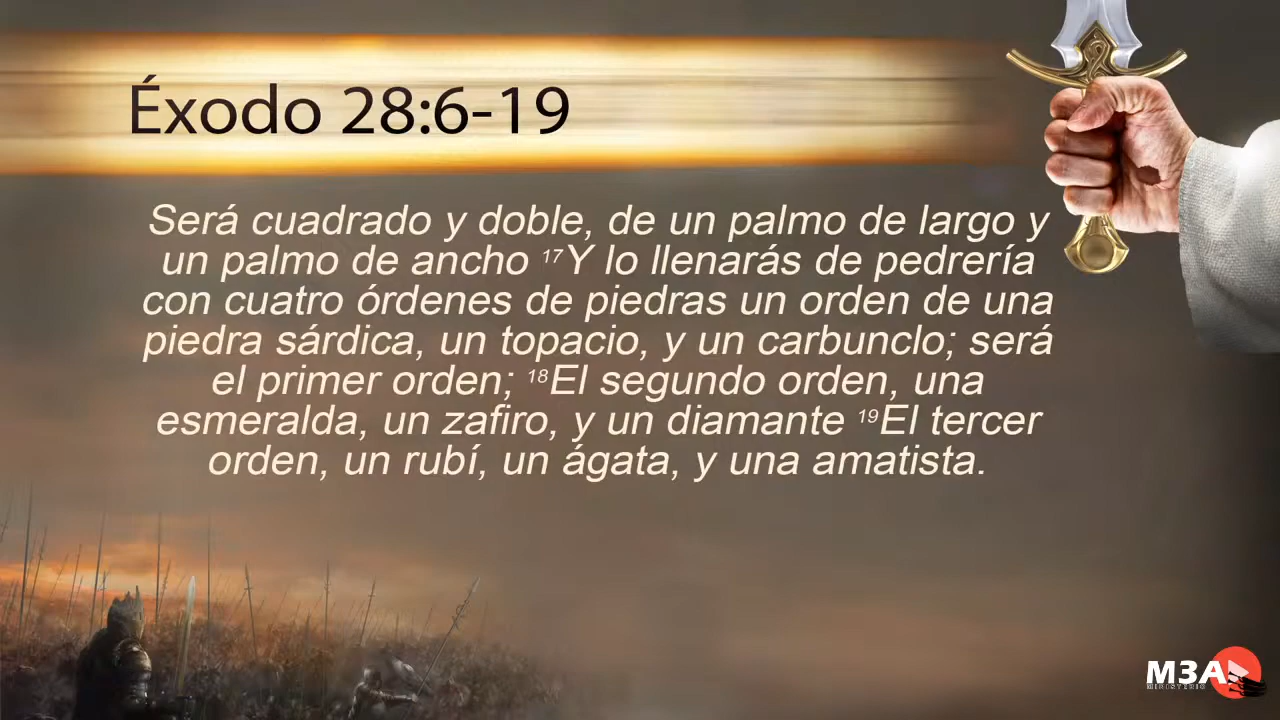 Éxodo 28:6-19
Será cuadrado y doble, de un palmo de largo y
un palmo de ancho 17Y lo llenarás de pedrería
con cuatro órdenes de piedras un orden de una
piedra sárdica, un topacio, y un carbunclo; será
el primer orden; 18El segundo orden, una
esmeralda, un zafiro, y un diamante 19El tercer
orden, un rubí, un ágata, y una amatista.
M3A
MINISTERIO